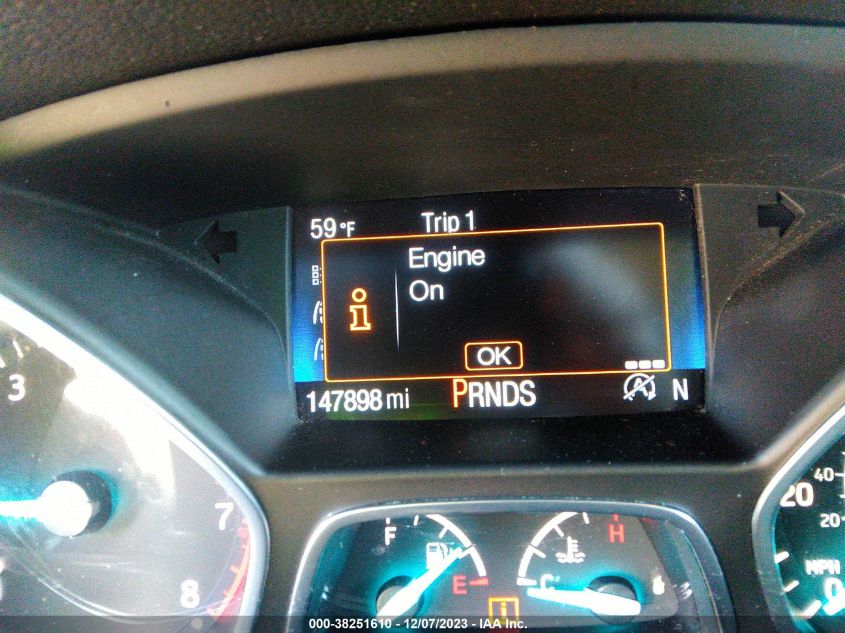 59°F Trip 1
Engine
On
OK
147898 mi PRNDS N
3
7
8
F
E
H
C
40
20
20
MPH
0
000-38251610 - 12/07/2023 - IAA Inc.